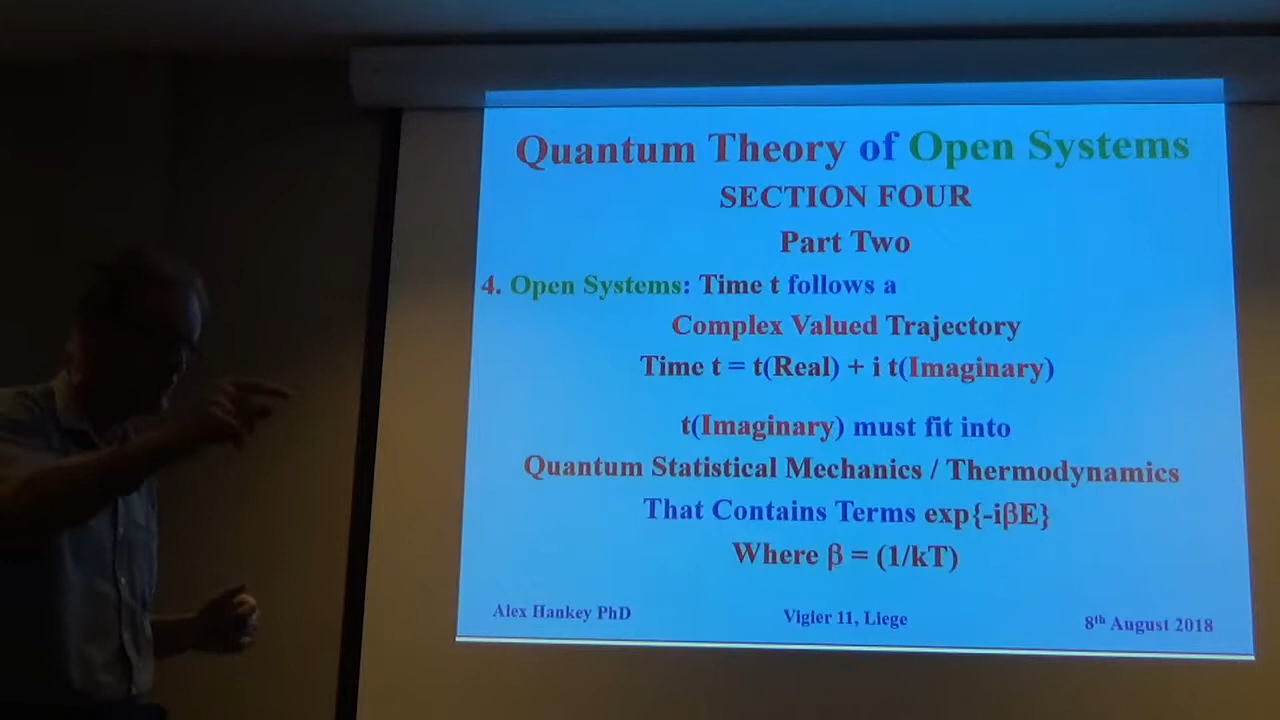 Quantum Theory of Open Systems
SECTION FOUR
Part Two
4. Open Systems: Time t follows a
Complex Valued Trajectory
Time t = t(Real) + i t(Imaginary)
t(Imaginary) must fit into
Quantum Statistical Mechanics / Thermodynamics
That Contains Terms exp{-iβE}
Where β = (1/kT)
Alex Hankey PhD Vigier 11, Liege 8th August 2018